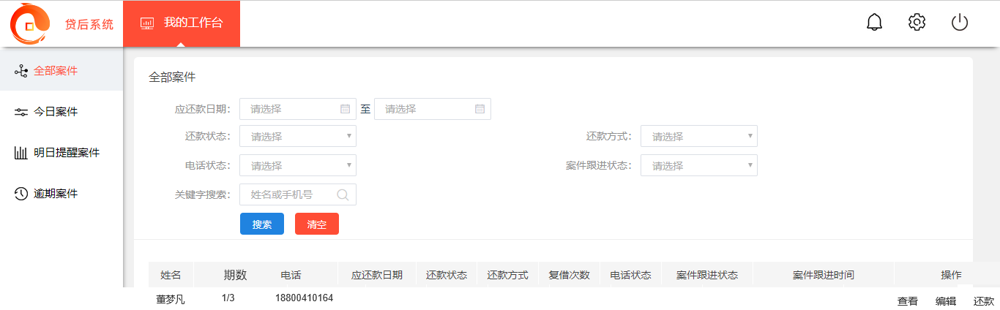 贷后系统 我的工作台
全部案件
今日案件
明日提醒案件
逾期案件
全部案件
应还款日期： 请选择 至 请选择
还款状态： 请选择 还款方式： 请选择
电话状态： 请选择 案件跟进状态： 请选择
关键字搜索： 姓名或手机号
搜索 清空
姓名 期数 电话 应还款日期 还款状态 还款方式 复借次数 电话状态 案件跟进状态 案件跟进时间 操作
董梦凡 1/3 18800410164 查看 编辑 还款